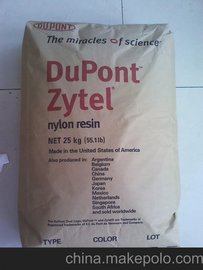 DUPONT
The miracles of science
DuPont™
Zytel®
nylon resin
NET 25 kg (55.1lb)
Made in the United States of America
Also produced in: Argentina
Belgium
Canada
China
Germany
Japan
Korea
Mexico
Netherlands
Singapore
South Africa
and sold worldwide
TYPE COLOR LOT
china.makepolo.com